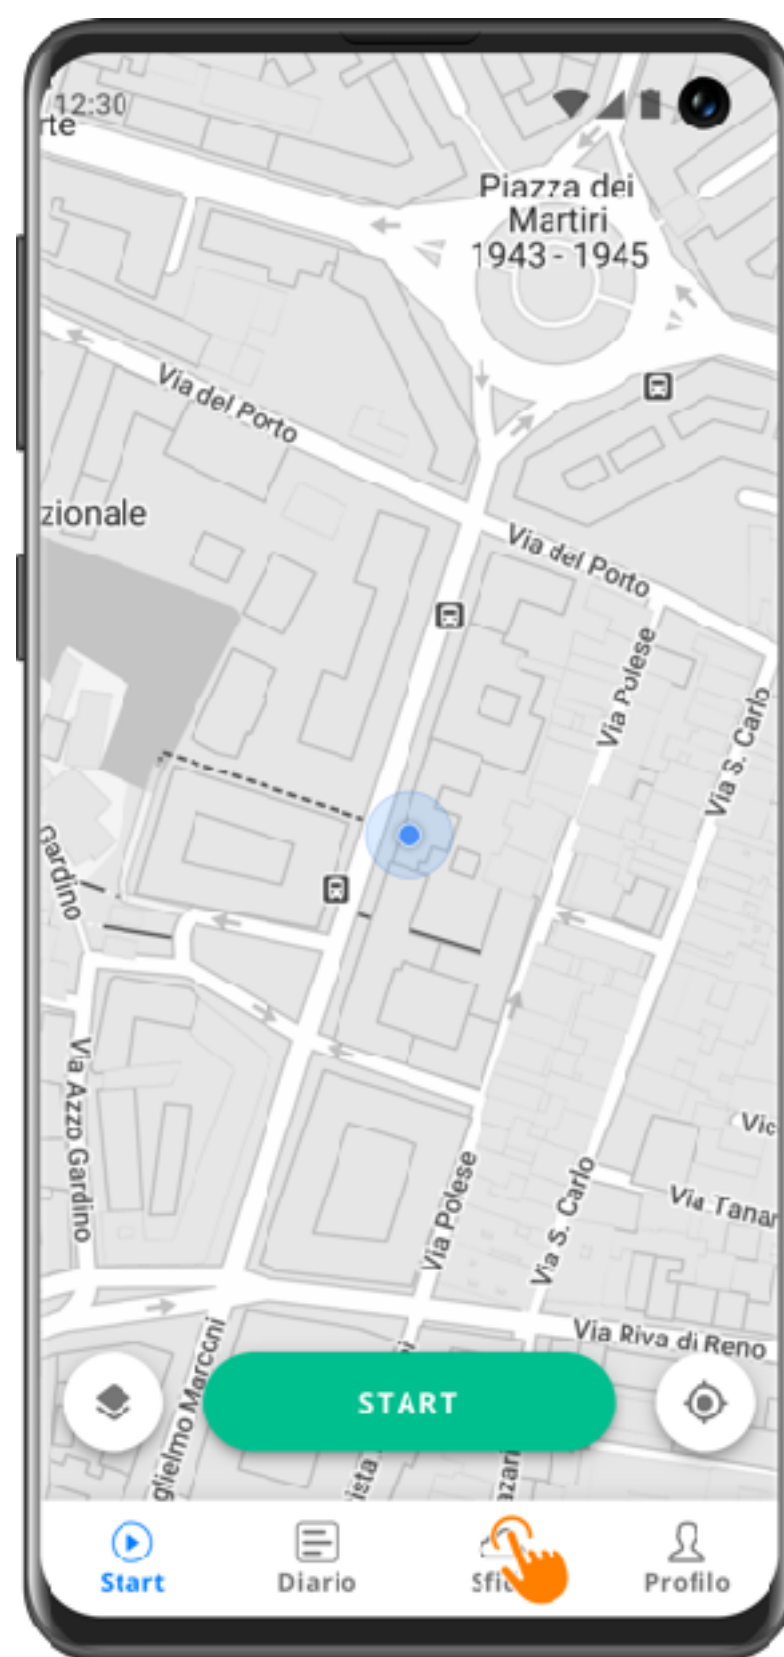 12:30
rte
Piazza dei
Martiri
1943 - 1945
Via del Porto
zionale
Via del Porto
Via Polese
Via S. Carlo
Gardino
Via Azzo Gardino
Vic
Via Tanar
Via Polese
Via S. Carlo
Via Riva di Reno
glielmo Marconi
ista
azari
START
Start
Diario
Profilo